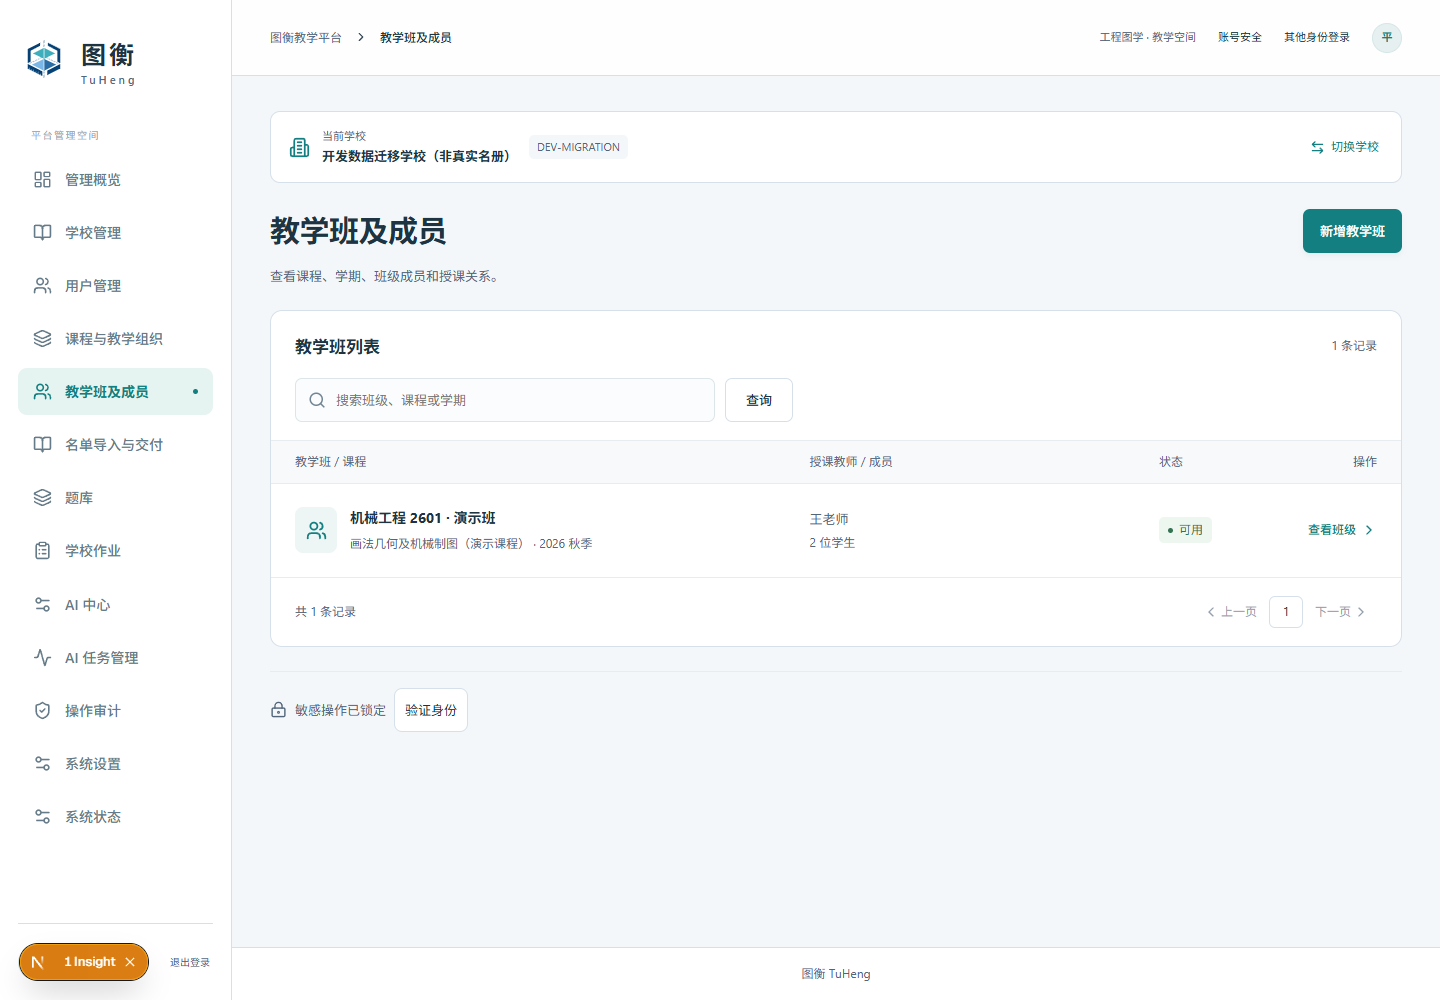 图衡
TuHeng
平台管理空间
管理概览
学校管理
用户管理
课程与教学组织
教学班及成员
名单导入与交付
题库
学校作业
AI 中心
AI 任务管理
操作审计
系统设置
系统状态
1 Insight
退出登录
图衡教学平台
教学班及成员
工程图学 · 教学空间
账号安全
其他身份登录
平
当前学校
开发数据迁移学校（非真实名册）
DEV-MIGRATION
切换学校
教学班及成员
新增教学班
查看课程、学期、班级成员和授课关系。
教学班列表
1 条记录
搜索班级、课程或学期
查询
教学班 / 课程
授课教师 / 成员
状态
操作
机械工程 2601 · 演示班
画法几何及机械制图（演示课程） · 2026 秋季
王老师
2 位学生
可用
查看班级
共 1 条记录
上一页
1
下一页
敏感操作已锁定
验证身份
图衡 TuHeng